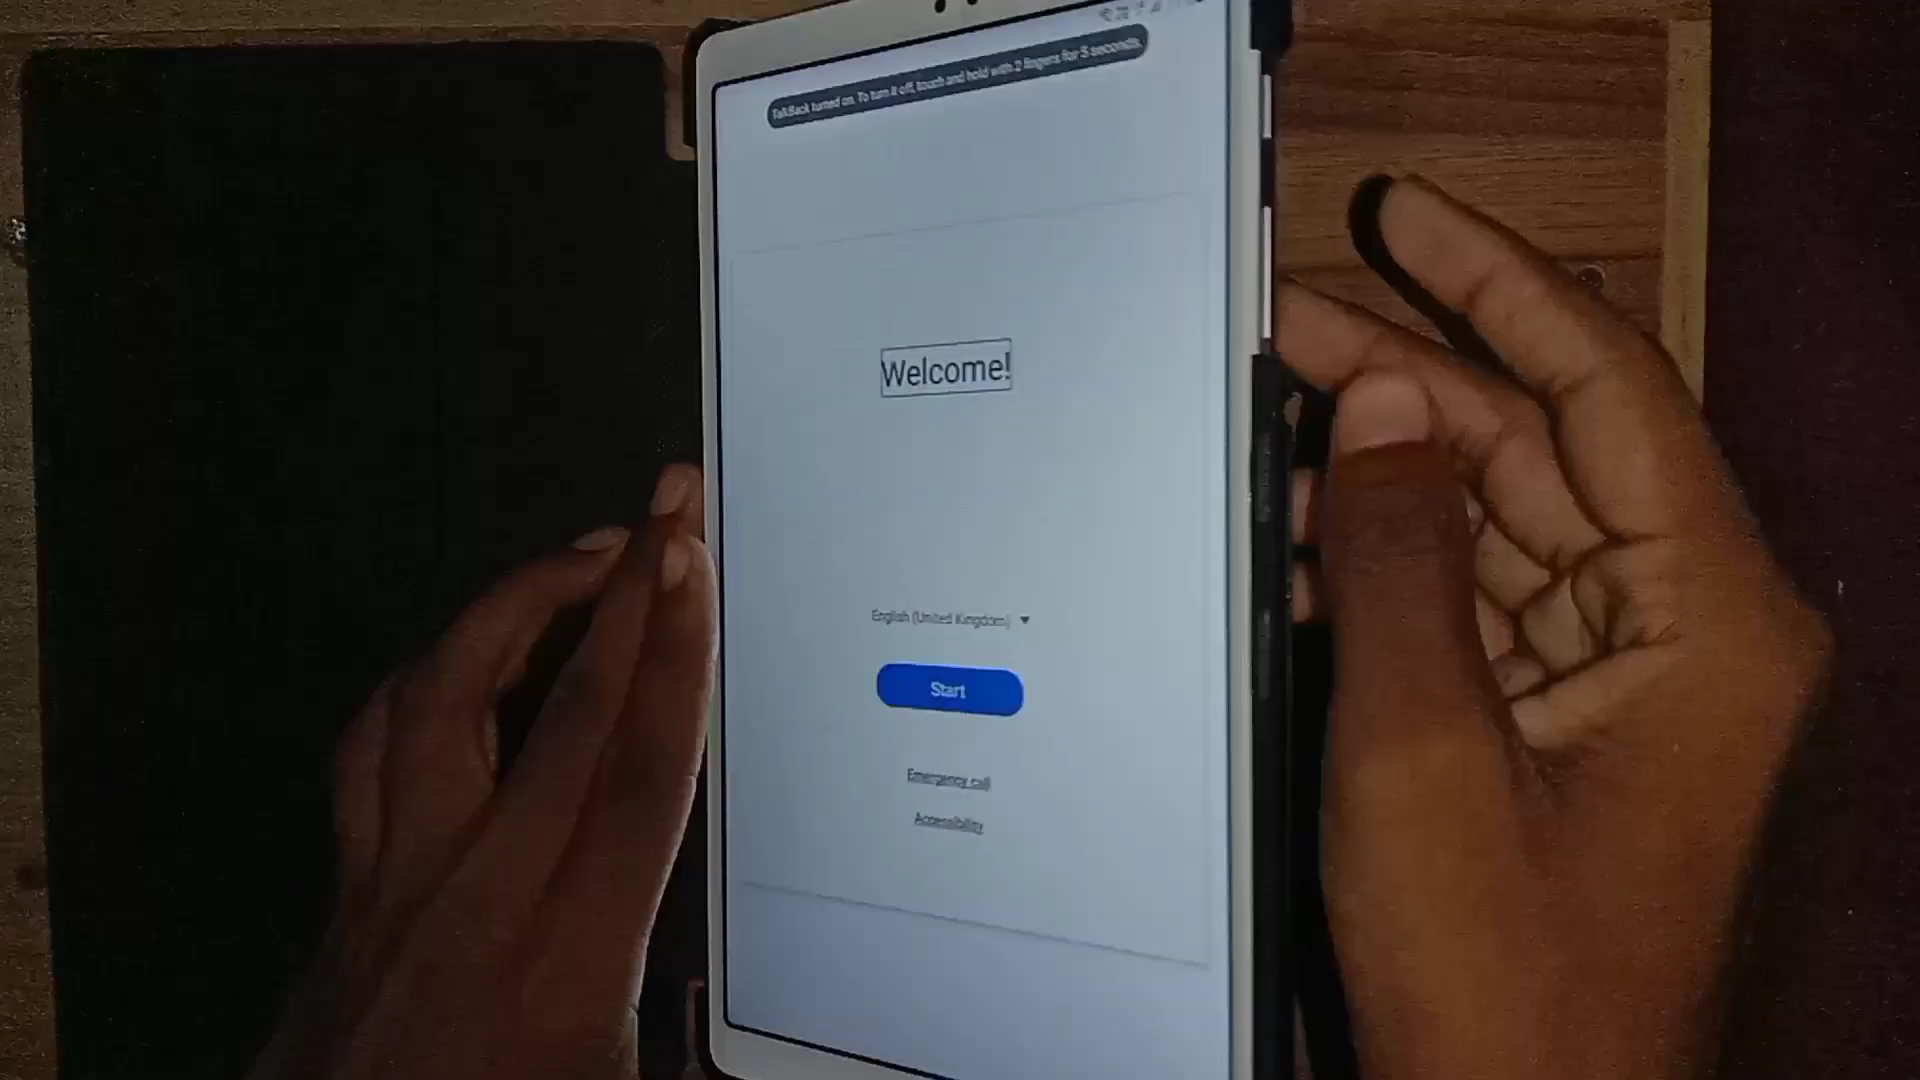 TalkBack turned on. To turn it off, touch and hold with 2 fingers for 5 seconds.
Welcome!
English (United Kingdom)
Start
Emergency call
Accessibility